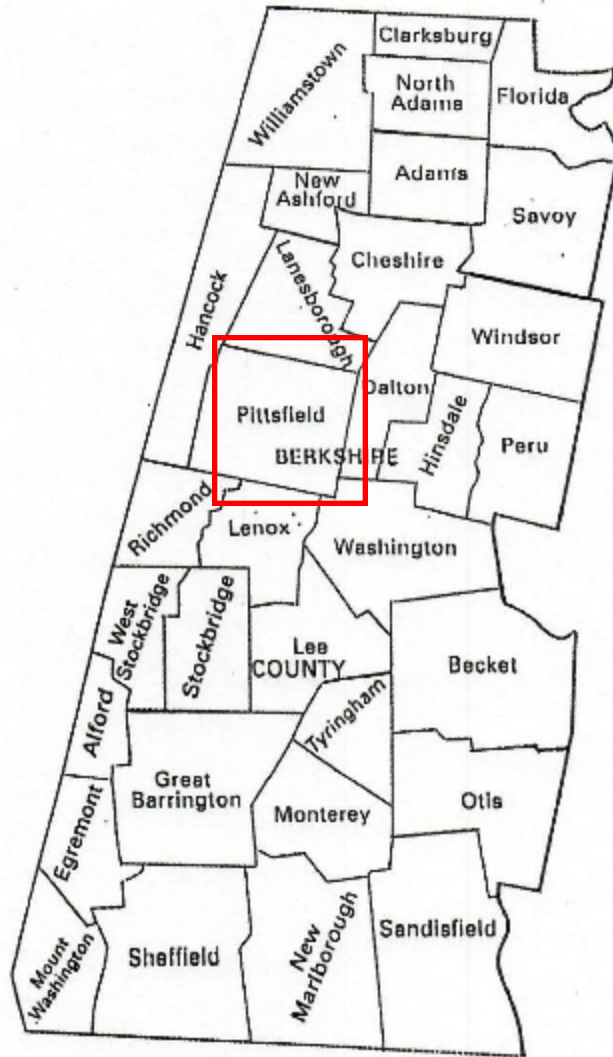 Clarksburg
Williamstown
North
Adams
Florida
New
Ashford
Adams
Savoy
Cheshire
Lanesborough
Hancock
Windsor
Dalton
Pittsfield
Hinsdale
Peru
BERKSHIRE
Richmond
Lenox
Washington
West
Stockbridge
Stockbridge
Lee
COUNTY
Becket
Tyringham
Alford
Great
Barrington
Monterey
Otis
Egremont
Mount
Washington
Sheffield
New
Marlborough
Sandisfield